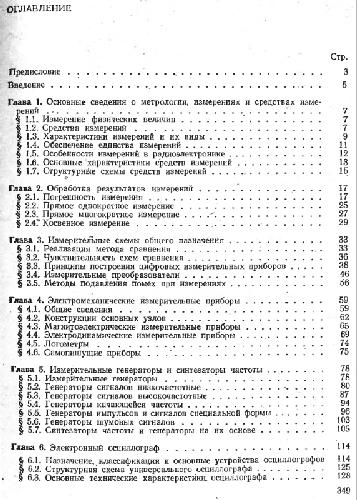 ОГЛАВЛЕНИЕ
Стр.
Предисловие . . . 3
Введение . . . 5
Глава 1. Основные сведения о метрологии, измерениях и средствах изме-
рений . . . 7
§ 1.1. Измерение физических величин . . . 7
§ 1.2. Средства измерений . . . 7
§ 1.3. Характеристики измерений и их виды . . . 9
§ 1.4. Обеспечение единства измерений . . . 11
§ 1.5. Особенности измерений в радиоэлектронике . . . 12
§ 1.6. Основные характеристики средств измерений . . . 13
§ 1.7. Структурные схемы средств измерений . . . 15
Глава 2. Обработка результатов измерений . . . 17
§ 2.1. Погрешность измерения . . . 17
§ 2.2. Прямое однократное измерение . . . 25
§ 2.3. Прямое многократное измерение . . . 27
§ 2.4. Косвенное измерение . . . 29
Глава 3. Измерительные схемы общего назначения . . . 33
§ 3.1. Реализация метода сравнения . . . 33
§ 3.2. Чувствительность схем сравнения . . . 36
§ 3.3. Принципы построения цифровых измерительных приборов . . . 38
§ 3.4. Измерительные преобразователи . . . 46
§ 3.5. Методы подавления помех при измерениях . . . 56
Глава 4. Электромеханические измерительные приборы . . . 59
§ 4.1. Общие сведения . . . 59
§ 4.2. Конструкции основных узлов . . . 62
§ 4.3. Магнитоэлектрические измерительные приборы . . . 65
§ 4.4. Электродинамические измерительные приборы . . . 69
§ 4.5. Логометры . . . 74
§ 4.6. Самопишущие приборы . . . 75
Глава 5. Измерительные генераторы и синтезаторы частоты . . . 78
§ 5.1. Измерительные генераторы . . . 78
§ 5.2. Генераторы сигналов низкочастотные . . . 80
§ 5.3. Генераторы сигналов высокочастотные . . . 87
§ 5.4. Генераторы качающейся частоты . . . 94
§ 5.5. Генераторы импульсов и сигналов специальной формы . . . 96
§ 5.6. Генераторы шумовых сигналов . . . 103
§ 5.7. Синтезаторы частоты и генераторы на их основе . . . 105
Глава 6. Электронный осциллограф . . . 114
§ 6.1. Назначение, классификация и основные устройства осциллографов 114
§ 6.2. Структурная схема универсального осциллографа . . . 125
§ 6.3. Основные технические характеристики осциллографа . . . 128
349